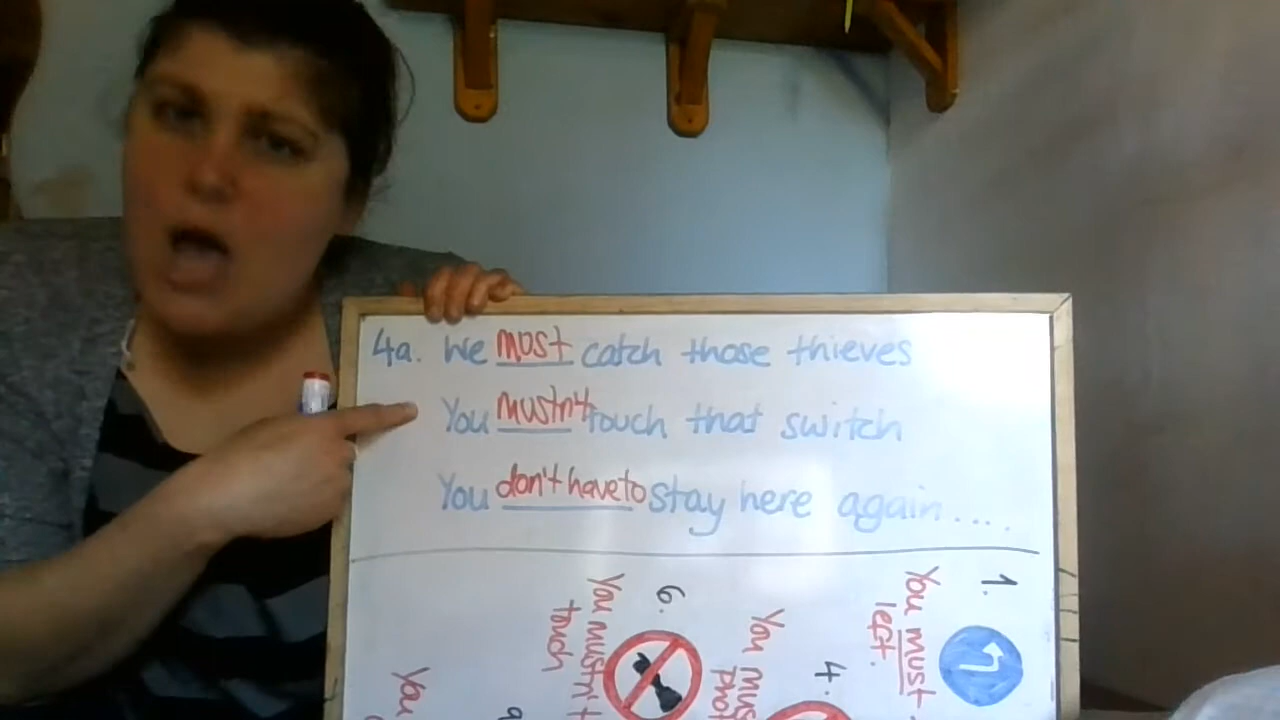 4a. We must catch those thieves
You mustn't touch that switch
You don't have to stay here again.....
1.
You must
left.
4.
You mus
6.
You mustn't t
touch
You